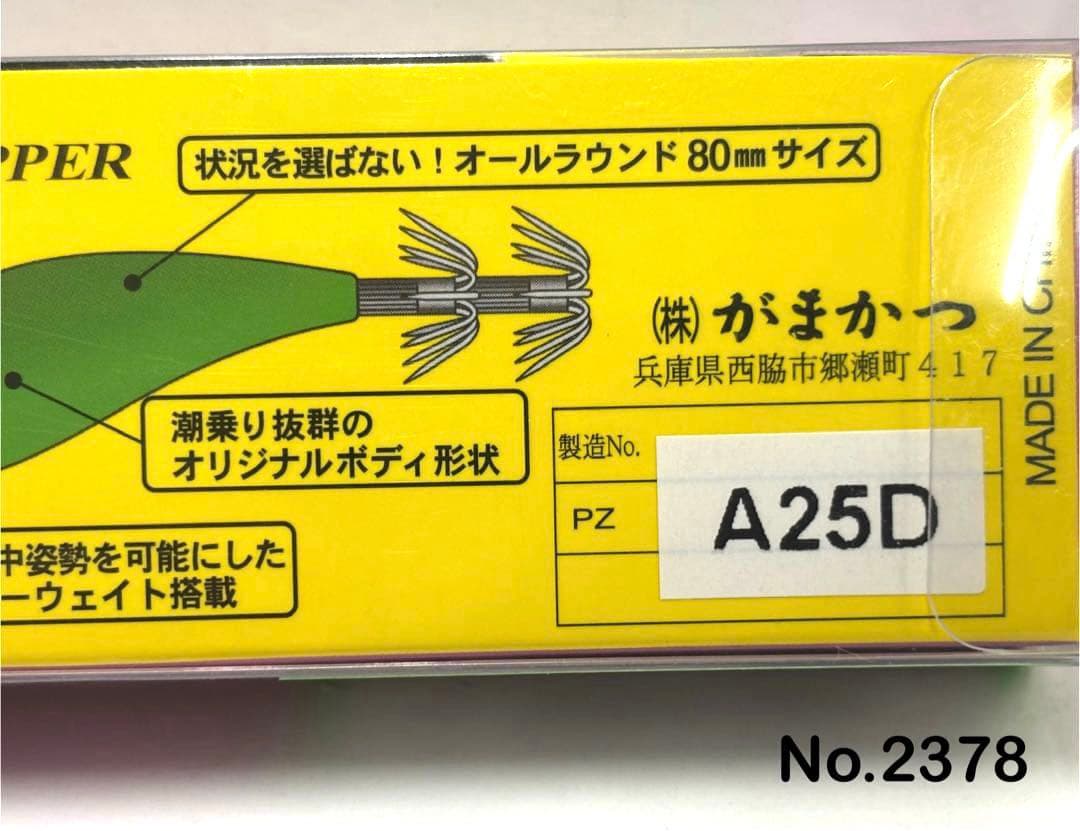 PPER
状況を選ばない！オールラウンド80㎜サイズ
㈱がまかつ
兵庫県西脇市郷瀬町417
潮乗り抜群の
オリジナルボディ形状
製造No.
PZ
A25D
中姿勢を可能にした
ーウェイト搭載
MADE IN
No.2378